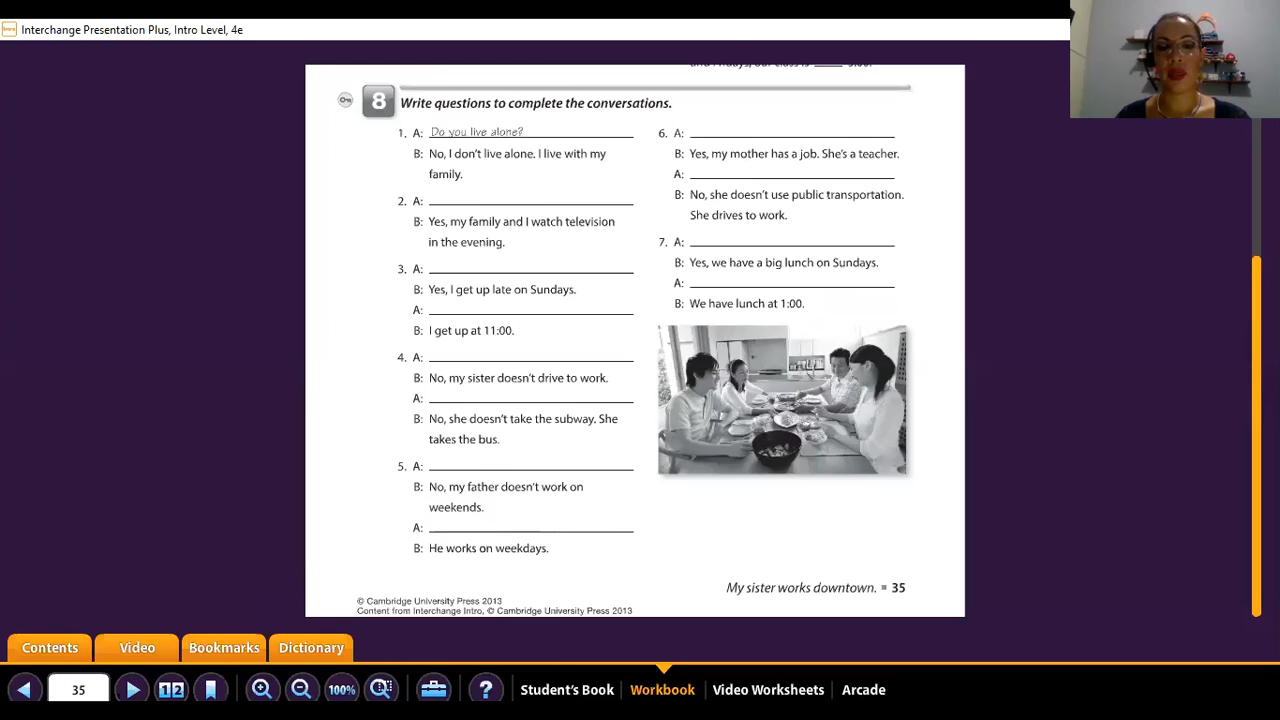 Interchange Presentation Plus, Intro Level, 4e
8 Write questions to complete the conversations.
1. A: Do you live alone?
B: No, I don't live alone. I live with my
family.
2. A:
B: Yes, my family and I watch television
in the evening.
3. A:
B: Yes, I get up late on Sundays.
A:
B: I get up at 11:00.
4. A:
B: No, my sister doesn't drive to work.
A:
B: No, she doesn't take the subway. She
takes the bus.
5. A:
B: No, my father doesn't work on
weekends.
A:
B: He works on weekdays.
6. A:
B: Yes, my mother has a job. She's a teacher.
A:
B: No, she doesn't use public transportation.
She drives to work.
7. A:
B: Yes, we have a big lunch on Sundays.
A:
B: We have lunch at 1:00.
My sister works downtown. ■ 35
© Cambridge University Press 2013
Content from Interchange Intro, © Cambridge University Press 2013
Contents Video Bookmarks Dictionary
35 12 100% ? Student's Book Workbook Video Worksheets Arcade